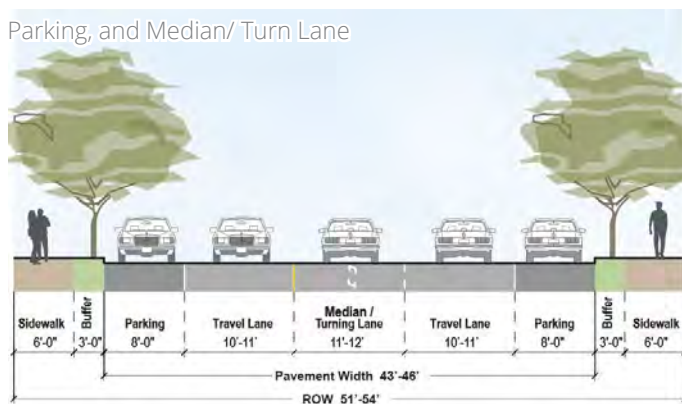 Parking, and Median/ Turn Lane
Sidewalk
6'-0"
Buffer
3'-0"
Parking
8'-0"
Travel Lane
10'-11'
Median /
Turning Lane
11'-12'
Travel Lane
10'-11'
Parking
8'-0"
Buffer
3'-0"
Sidewalk
6'-0"
Pavement Width 43'-46'
ROW 51'-54'